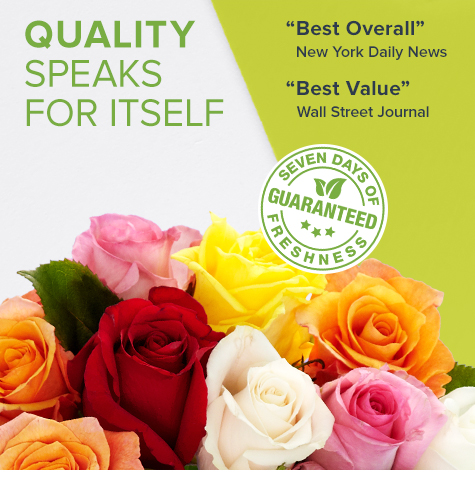 QUALITY
SPEAKS
FOR ITSELF
“Best Overall”
New York Daily News
“Best Value”
Wall Street Journal
SEVEN DAYS OF
GUARANTEED
FRESHNESS